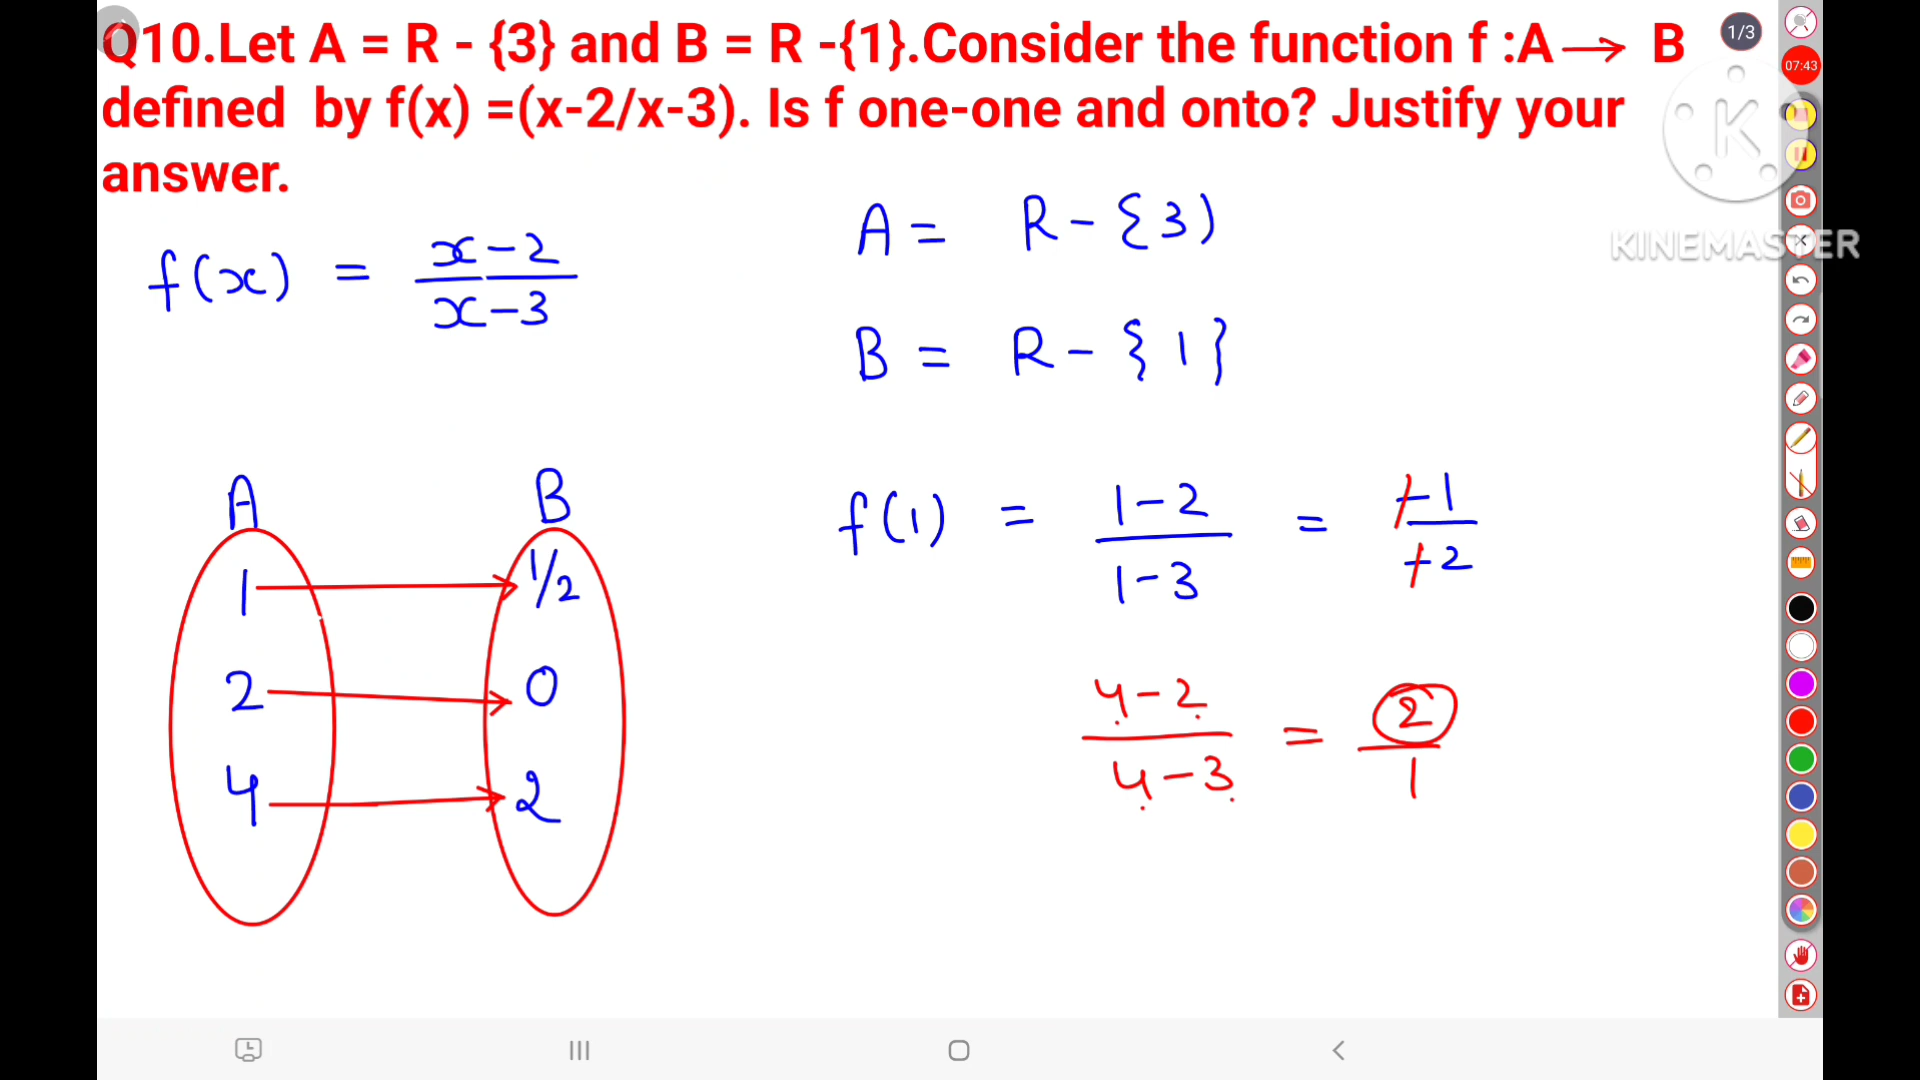 Q10.Let A = R - {3} and B = R -{1}.Consider the function f :A → B
defined by f(x) =(x-2/x-3). Is f one-one and onto? Justify your
answer.
1/3
07:43
K
KINEMASTER
f(x) = x-2
x-3
A = R - {3)
B = R - {1}
A B
1 → 1/2
2 → 0
4 → 2
f(1) = 1-2 = -1
1-3 -2
4-2 = 2
4-3 1